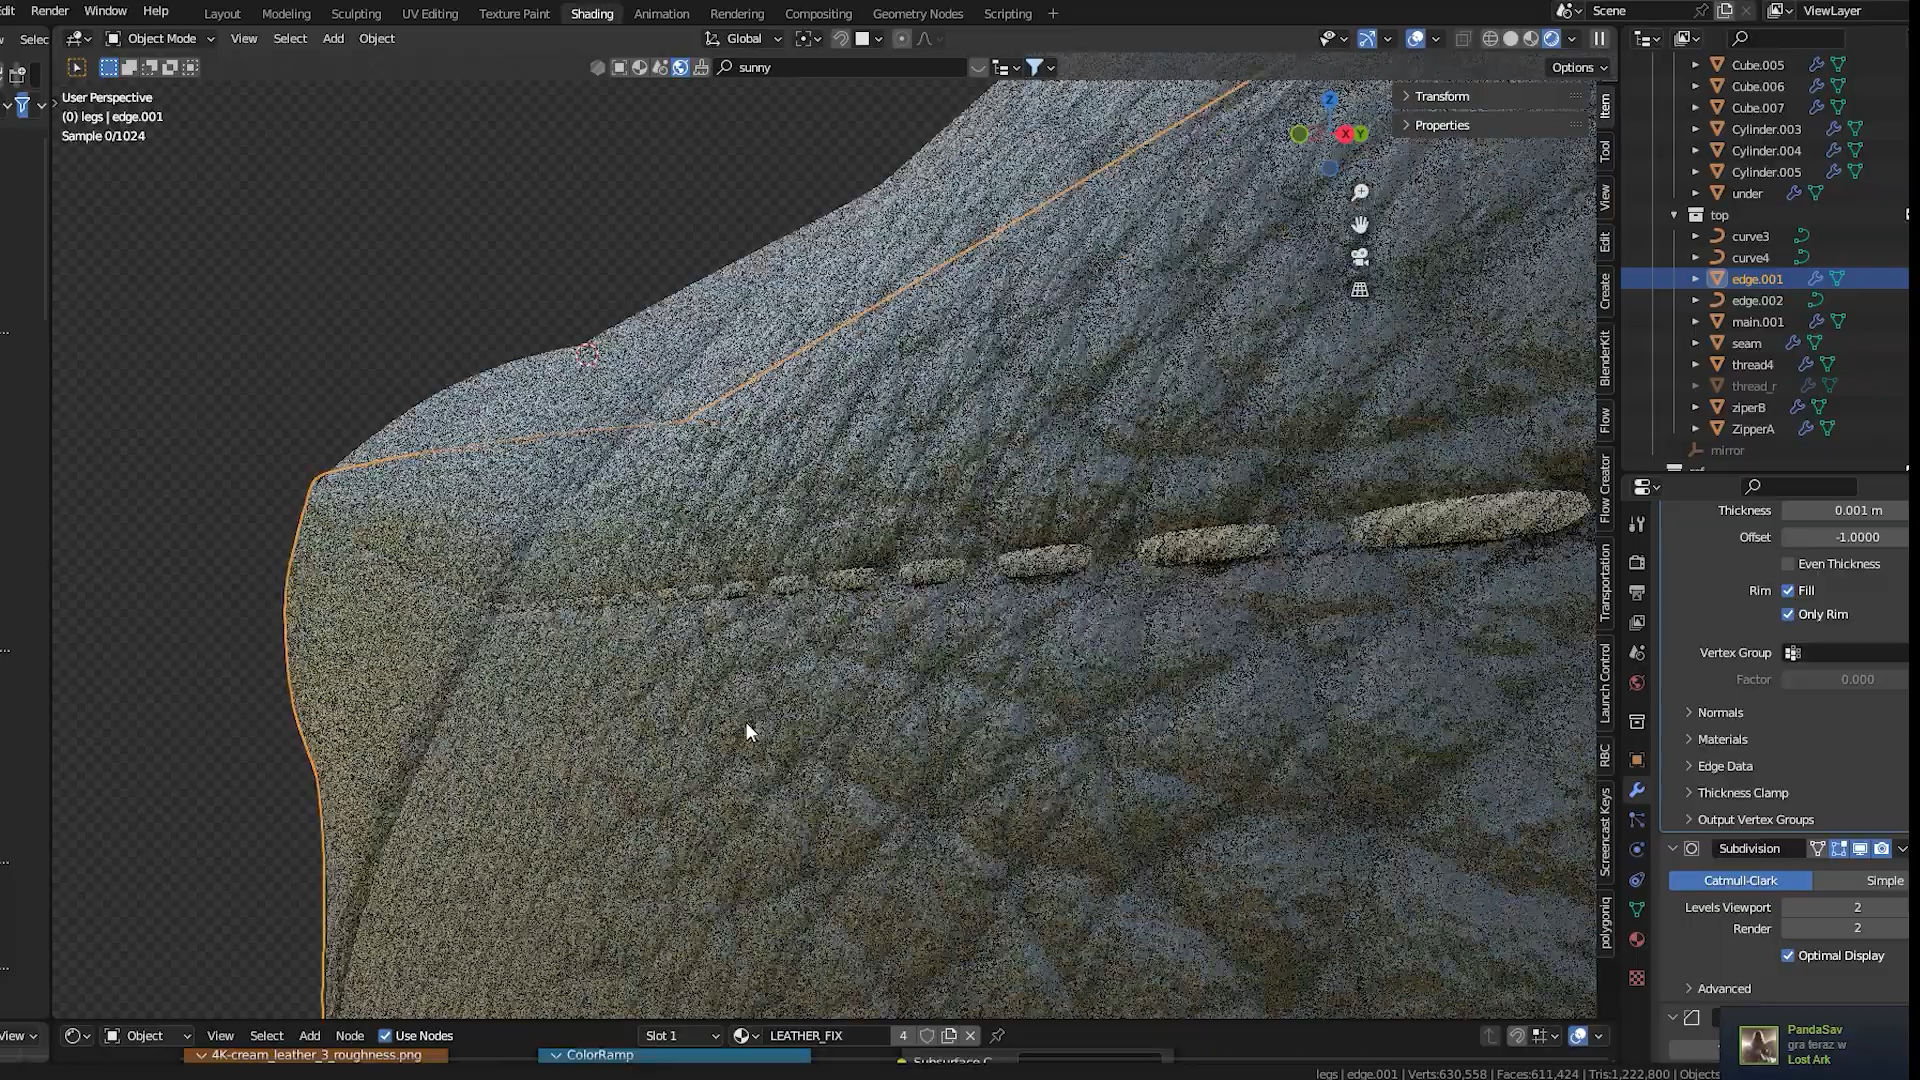 Edit Render Window Help Layout Modeling Sculpting UV Editing Texture Paint Shading Animation Rendering Compositing Geometry Nodes Scripting + Scene ViewLayer
Selec Object Mode View Select Add Object Global
sunny Options
User Perspective
(0) legs | edge.001
Sample 0/1024
Z
X Y
Transform
Properties
Item
Tool
View
Edit
Create
BlenderKit
Flow
Flow Creator
Transportation
Launch Control
RBC
Screencast Keys
polygoniq
Cube.005
Cube.006
Cube.007
Cylinder.003
Cylinder.004
Cylinder.005
under
top
curve3
curve4
edge.001
edge.002
main.001
seam
thread4
thread_r
ziperB
ZipperA
mirror
Thickness 0.001 m
Offset -1.0000
Even Thickness
Rim Fill
Only Rim
Vertex Group
Factor 0.000
Normals
Materials
Edge Data
Thickness Clamp
Output Vertex Groups
Subdivision
Catmull-Clark Simple
Levels Viewport 2
Render 2
Optimal Display
Advanced
PandaSav
gra teraz w
Lost Ark
View Object View Select Add Node Use Nodes Slot 1 LEATHER_FIX 4
4K-cream_leather_3_roughness.png ColorRamp Subsurface C
legs | edge.001 | Verts:630,558 | Faces:611,424 | Tris:1,222,800 | Objects